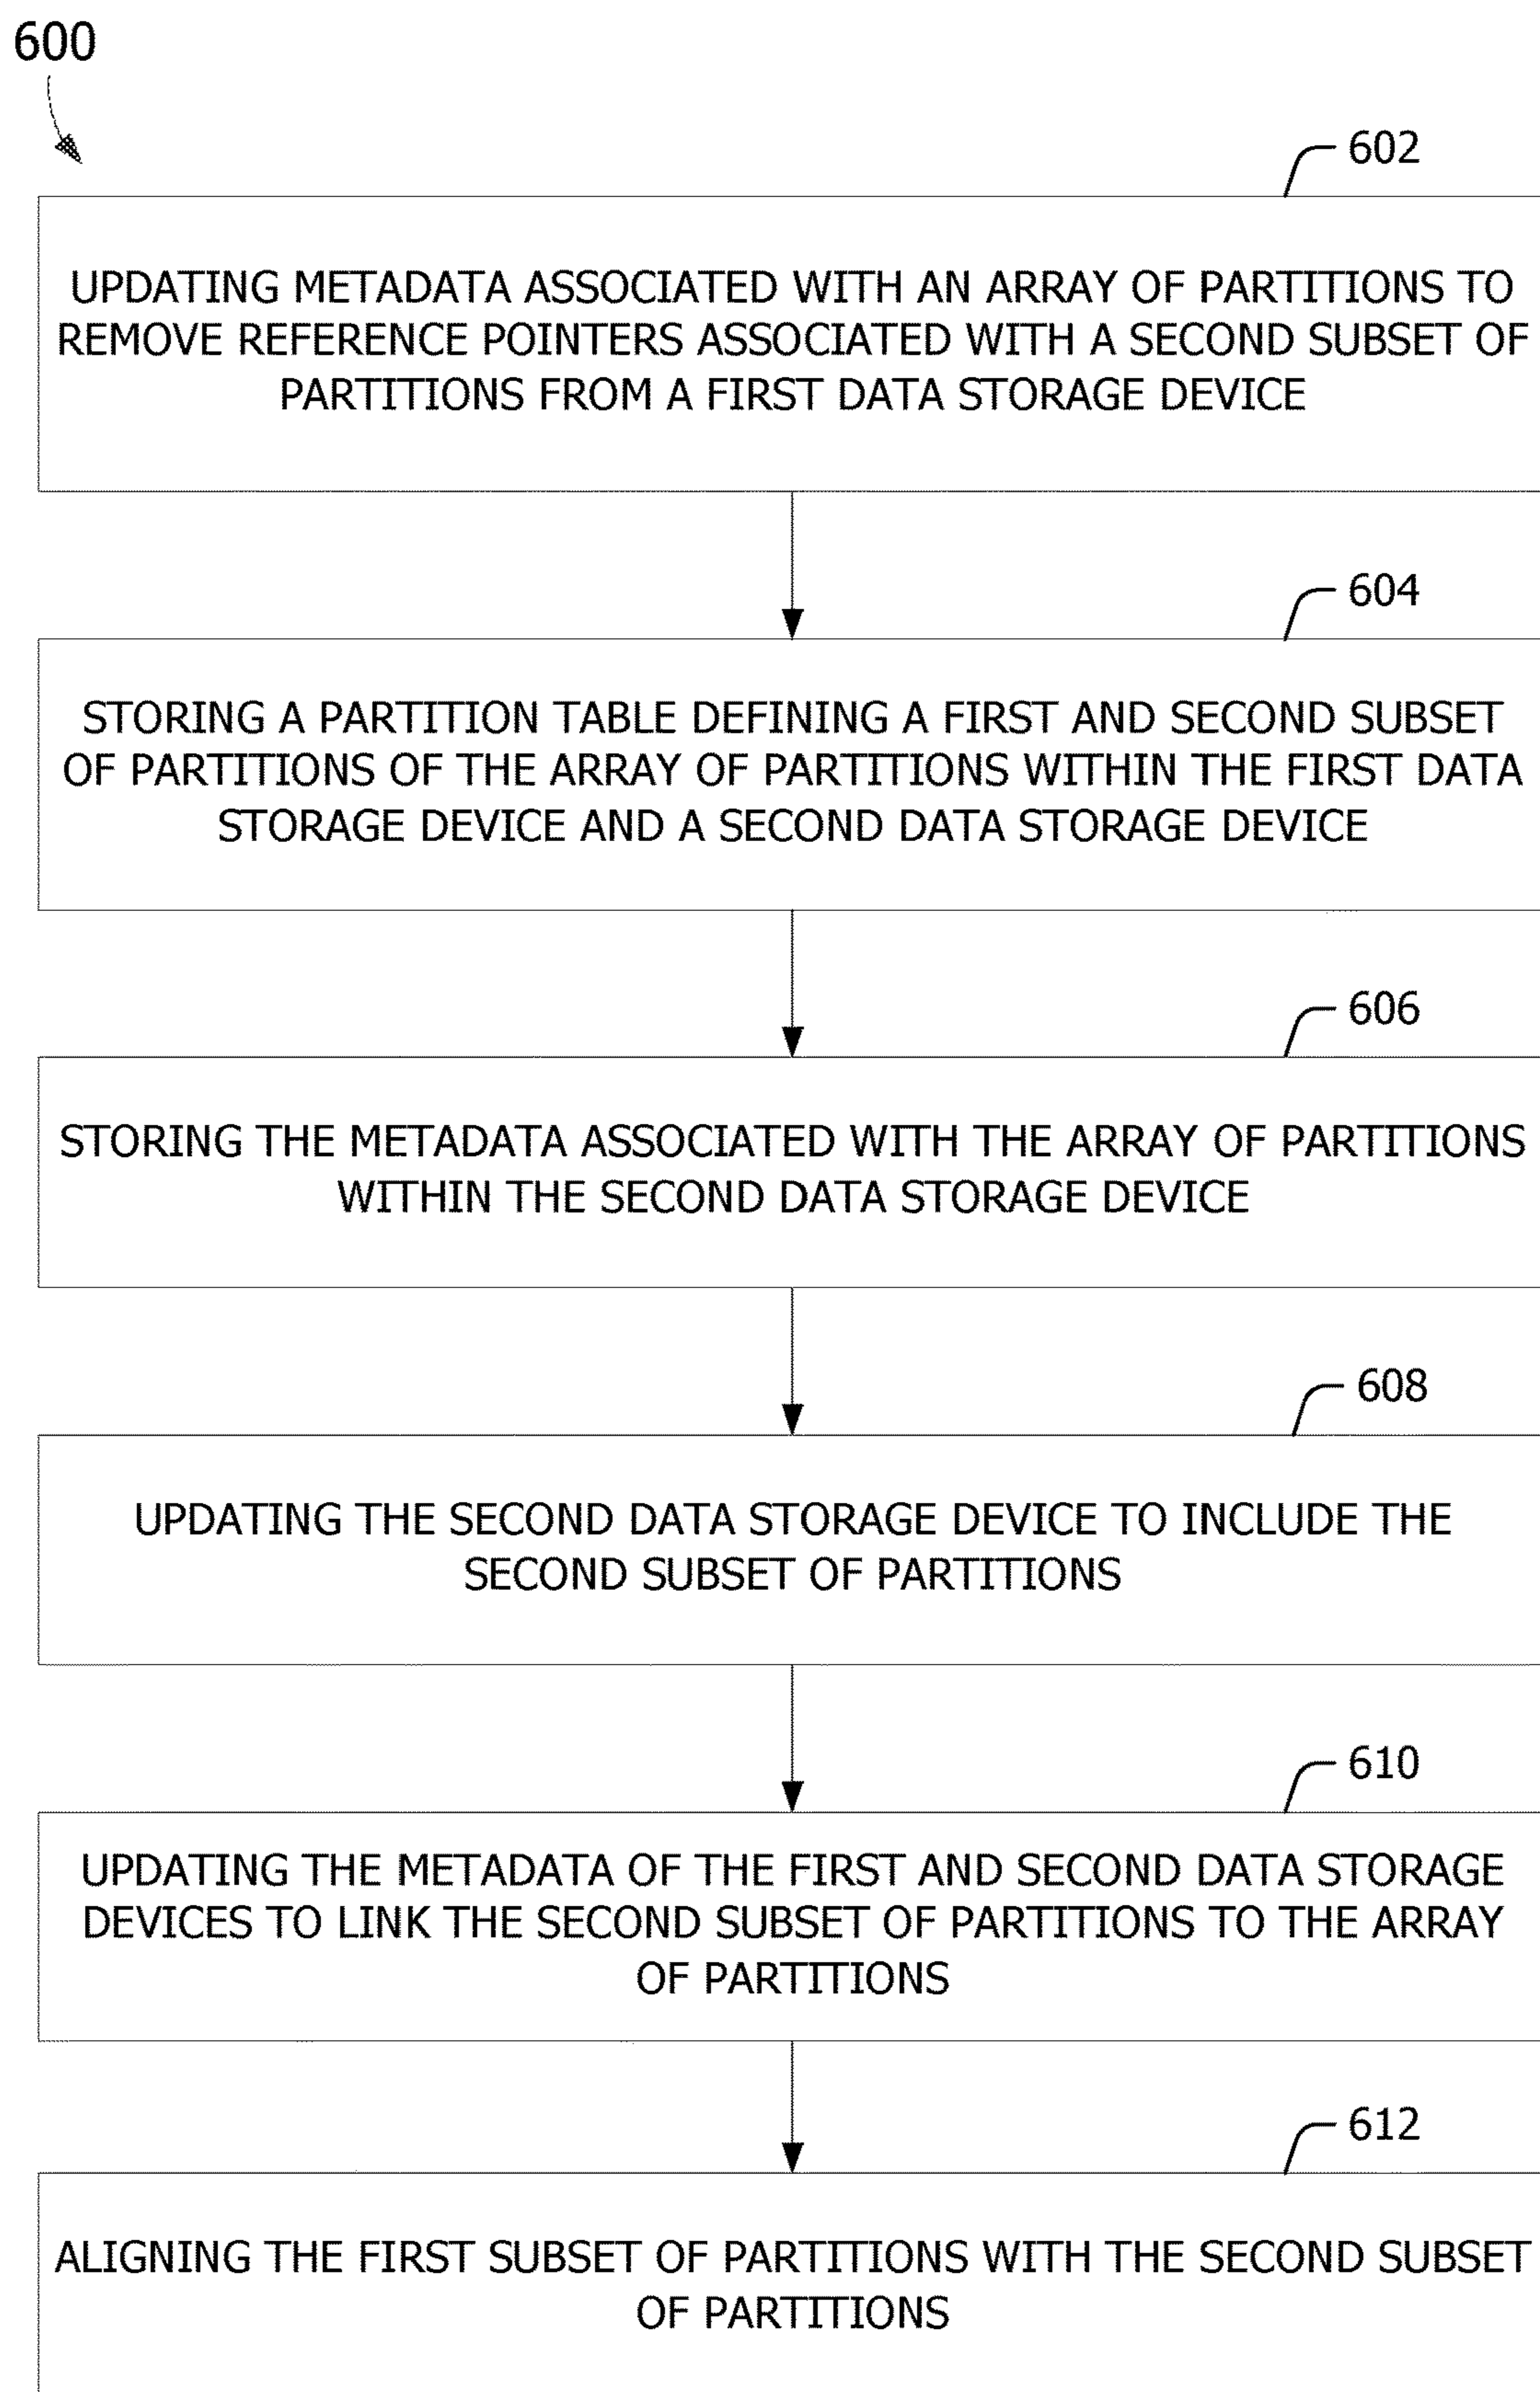 600
602
UPDATING METADATA ASSOCIATED WITH AN ARRAY OF PARTITIONS TO
REMOVE REFERENCE POINTERS ASSOCIATED WITH A SECOND SUBSET OF
PARTITIONS FROM A FIRST DATA STORAGE DEVICE
604
STORING A PARTITION TABLE DEFINING A FIRST AND SECOND SUBSET
OF PARTITIONS OF THE ARRAY OF PARTITIONS WITHIN THE FIRST DATA
STORAGE DEVICE AND A SECOND DATA STORAGE DEVICE
606
STORING THE METADATA ASSOCIATED WITH THE ARRAY OF PARTITIONS
WITHIN THE SECOND DATA STORAGE DEVICE
608
UPDATING THE SECOND DATA STORAGE DEVICE TO INCLUDE THE
SECOND SUBSET OF PARTITIONS
610
UPDATING THE METADATA OF THE FIRST AND SECOND DATA STORAGE
DEVICES TO LINK THE SECOND SUBSET OF PARTITIONS TO THE ARRAY
OF PARTITIONS
612
ALIGNING THE FIRST SUBSET OF PARTITIONS WITH THE SECOND SUBSET
OF PARTITIONS